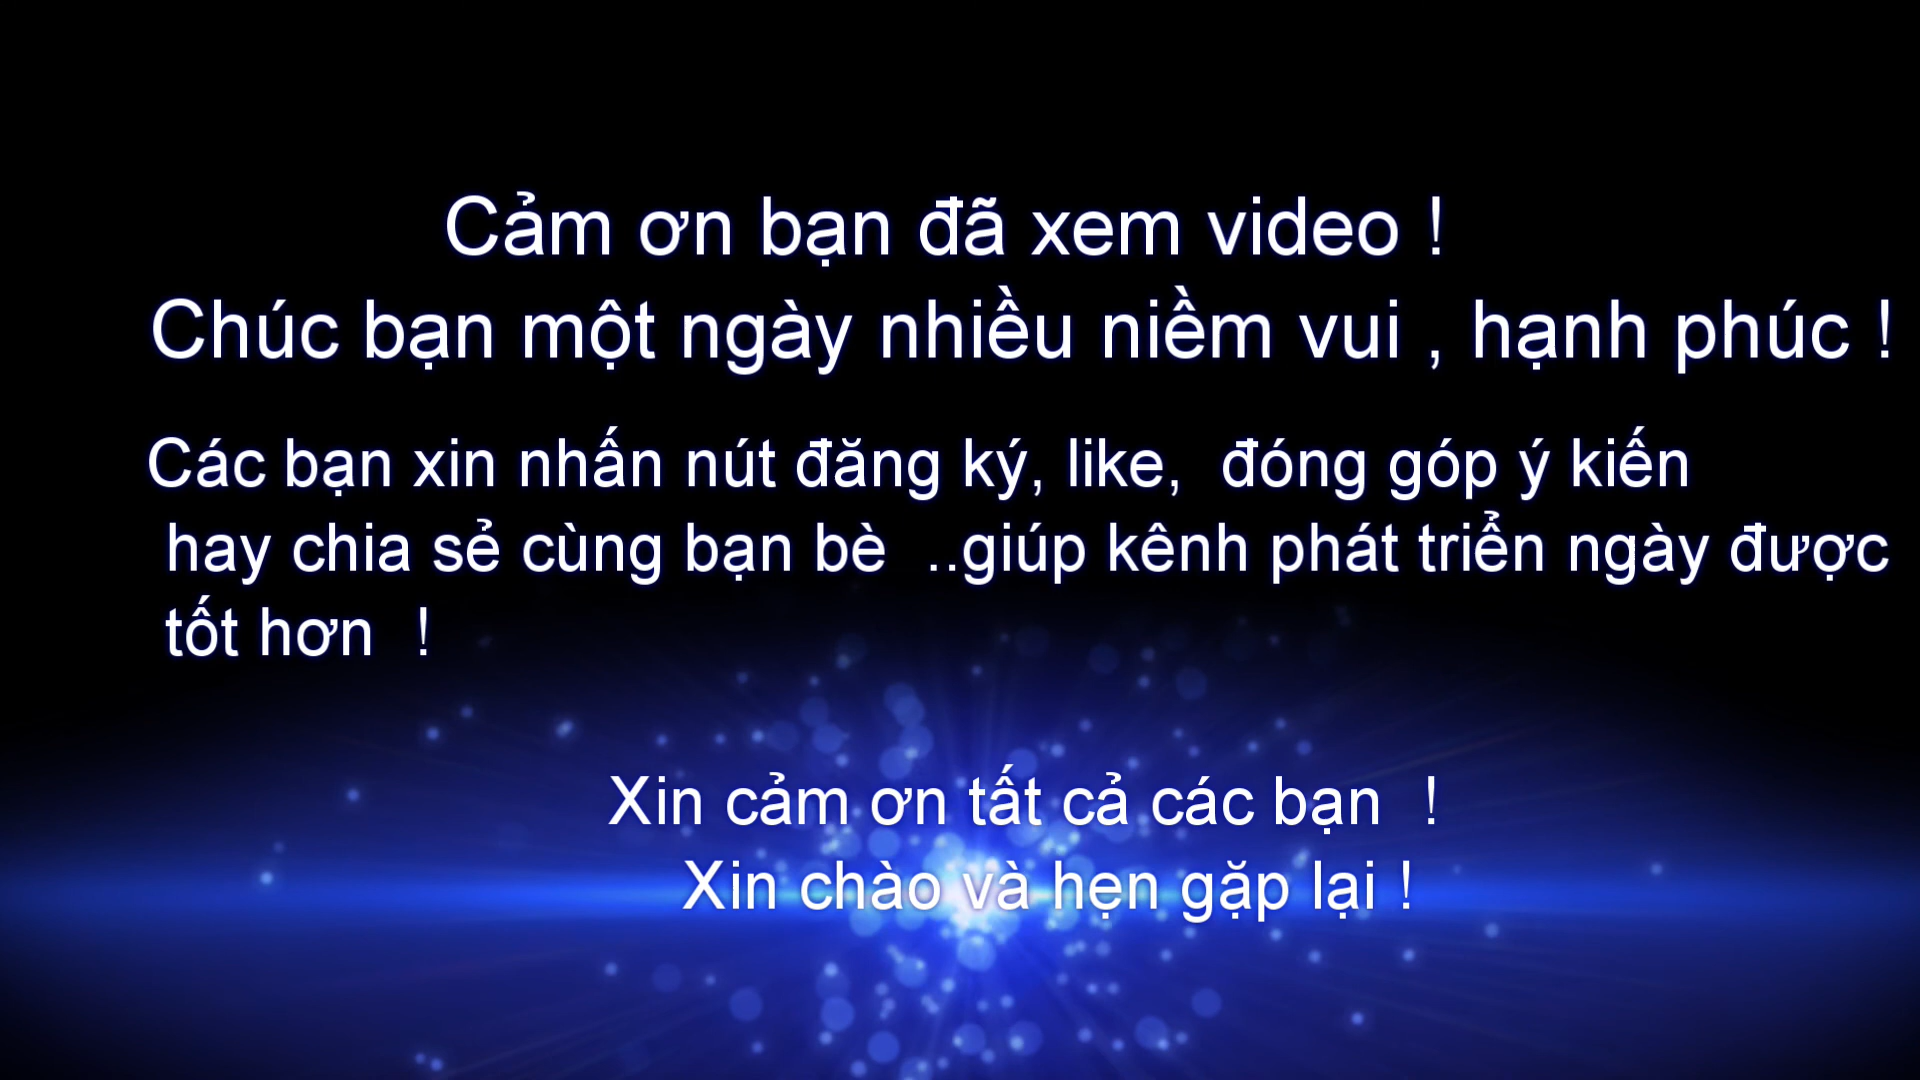 Cảm ơn bạn đã xem video !
Chúc bạn một ngày nhiều niềm vui , hạnh phúc !
Các bạn xin nhấn nút đăng ký, like,  đóng góp ý kiến
hay chia sẻ cùng bạn bè  ..giúp kênh phát triển ngày được
tốt hơn  !
Xin cảm ơn tất cả các bạn  !
Xin chào và hẹn gặp lại !